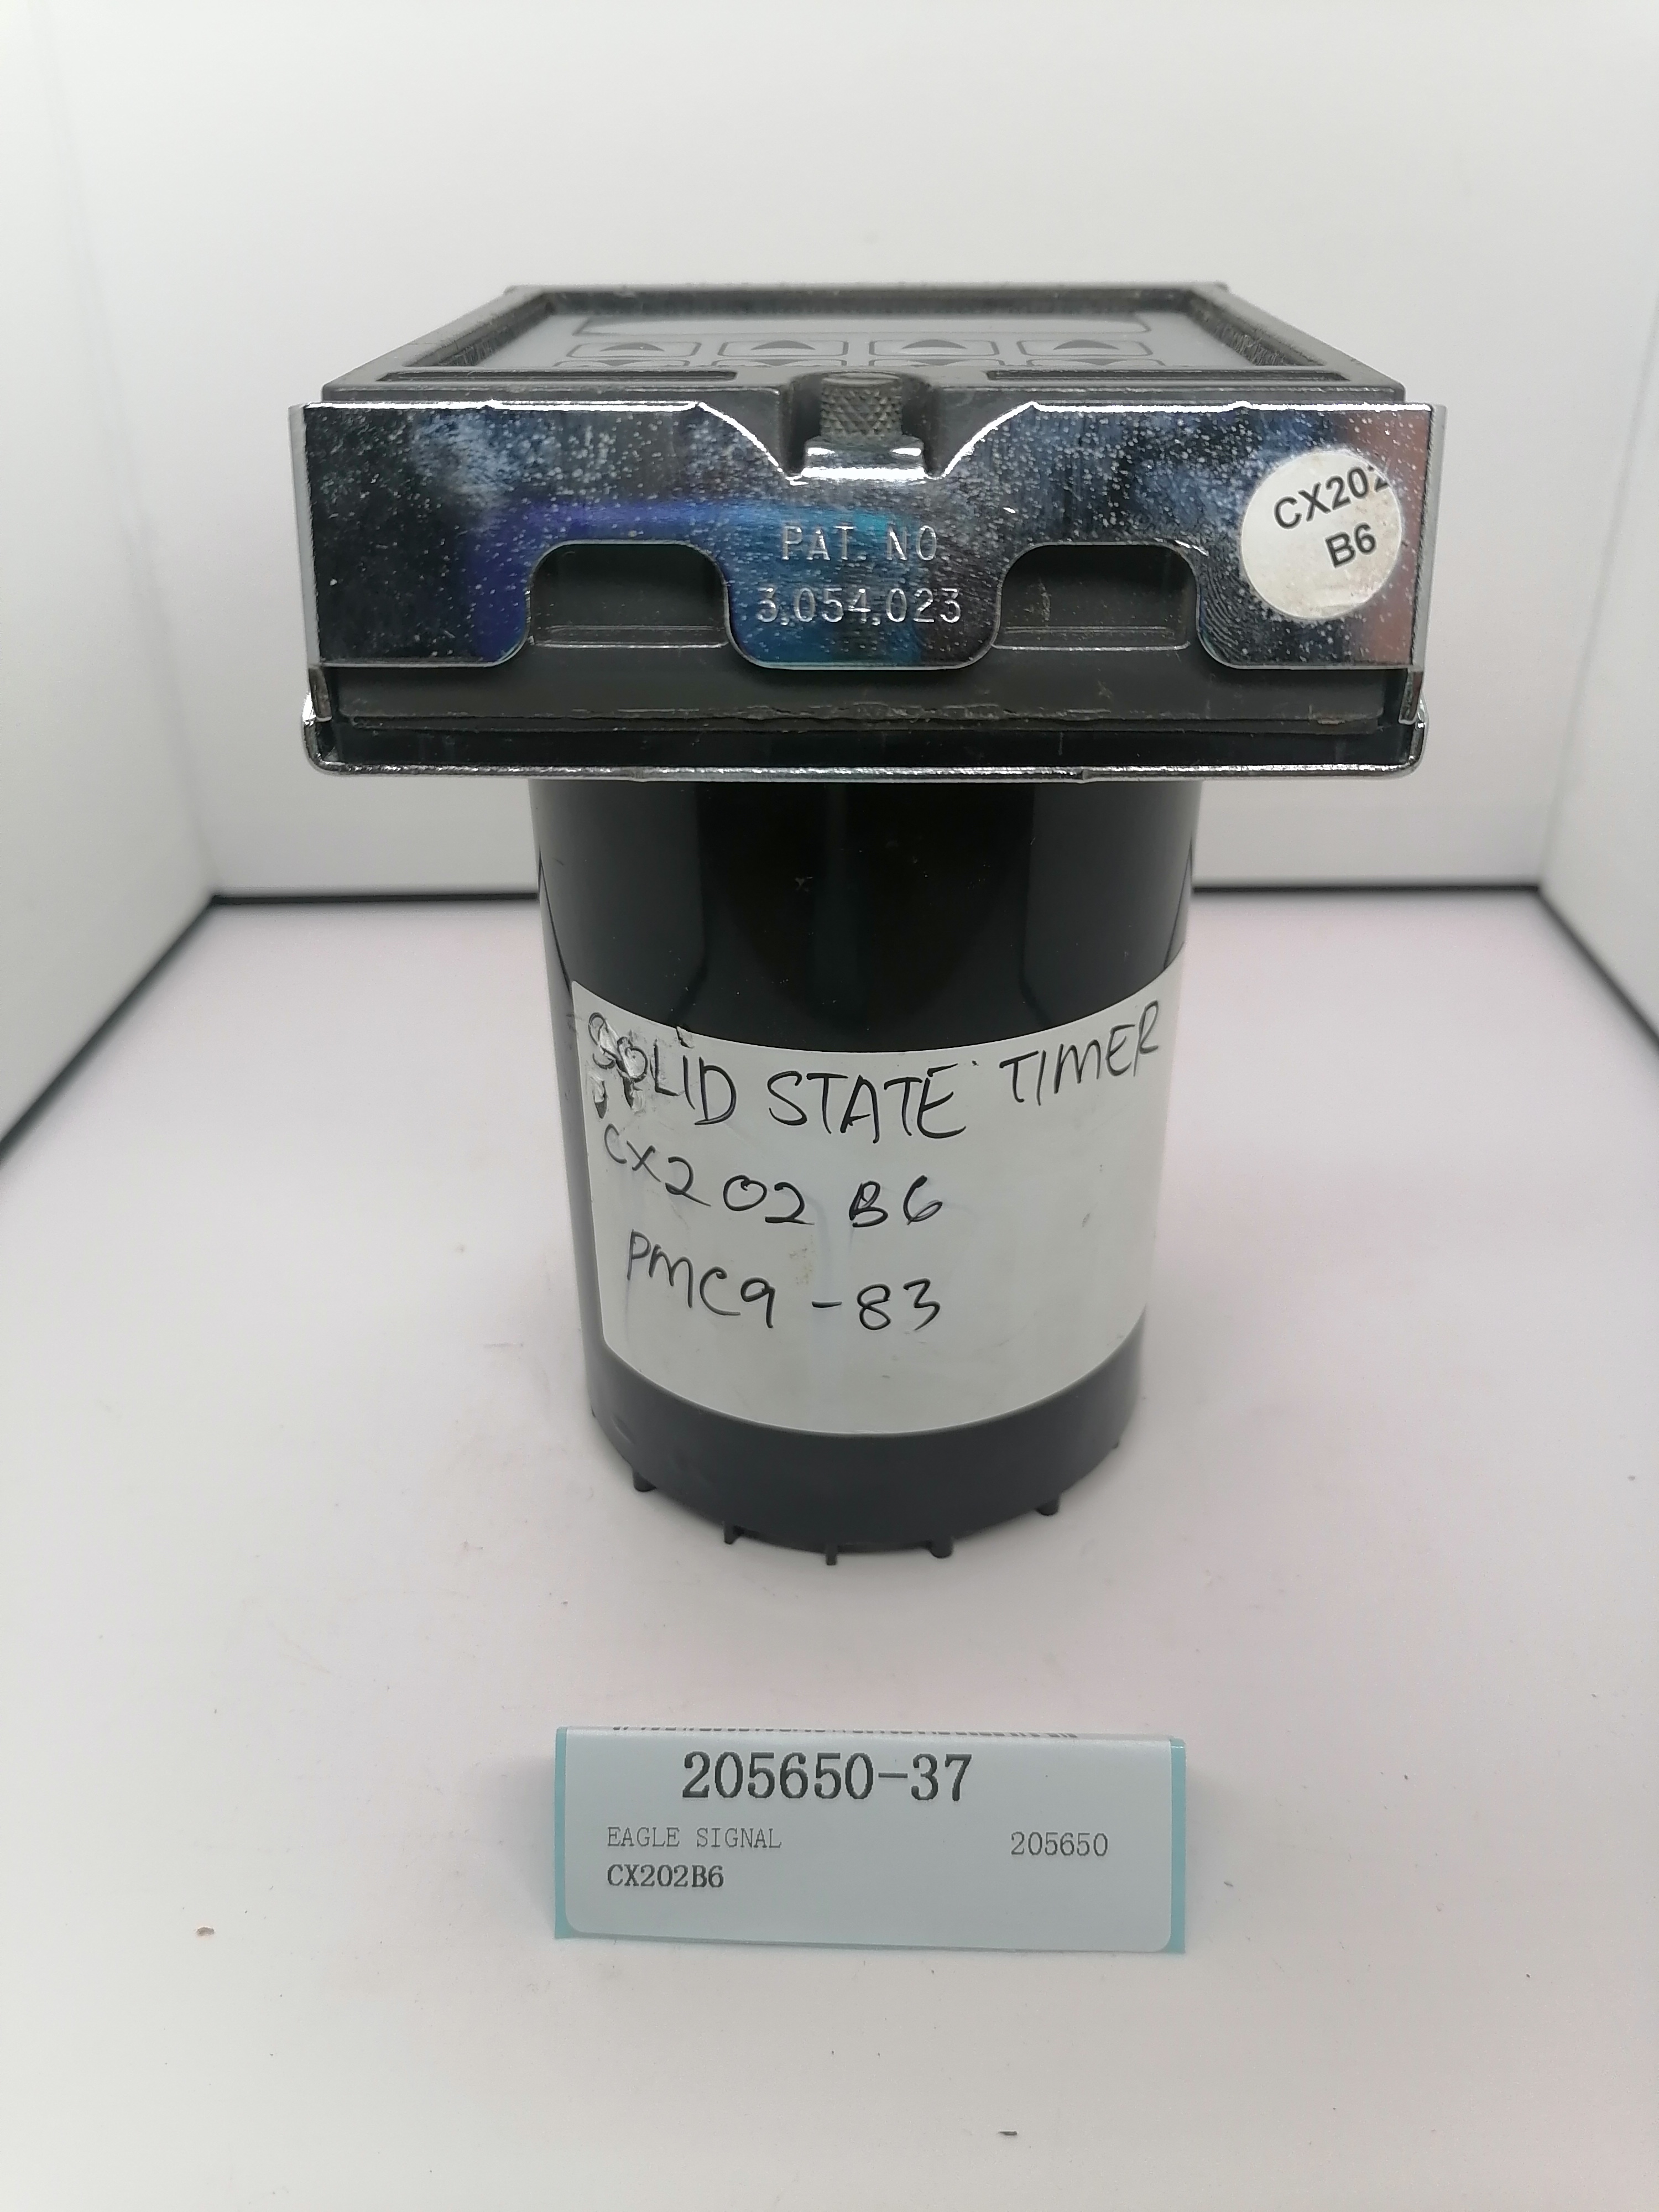 PAT. NO.
3,054,023
CX202
B6
SOLID STATE TIMER
CX202 B6
PMC9-83
205650-37
EAGLE SIGNAL 205650
CX202B6